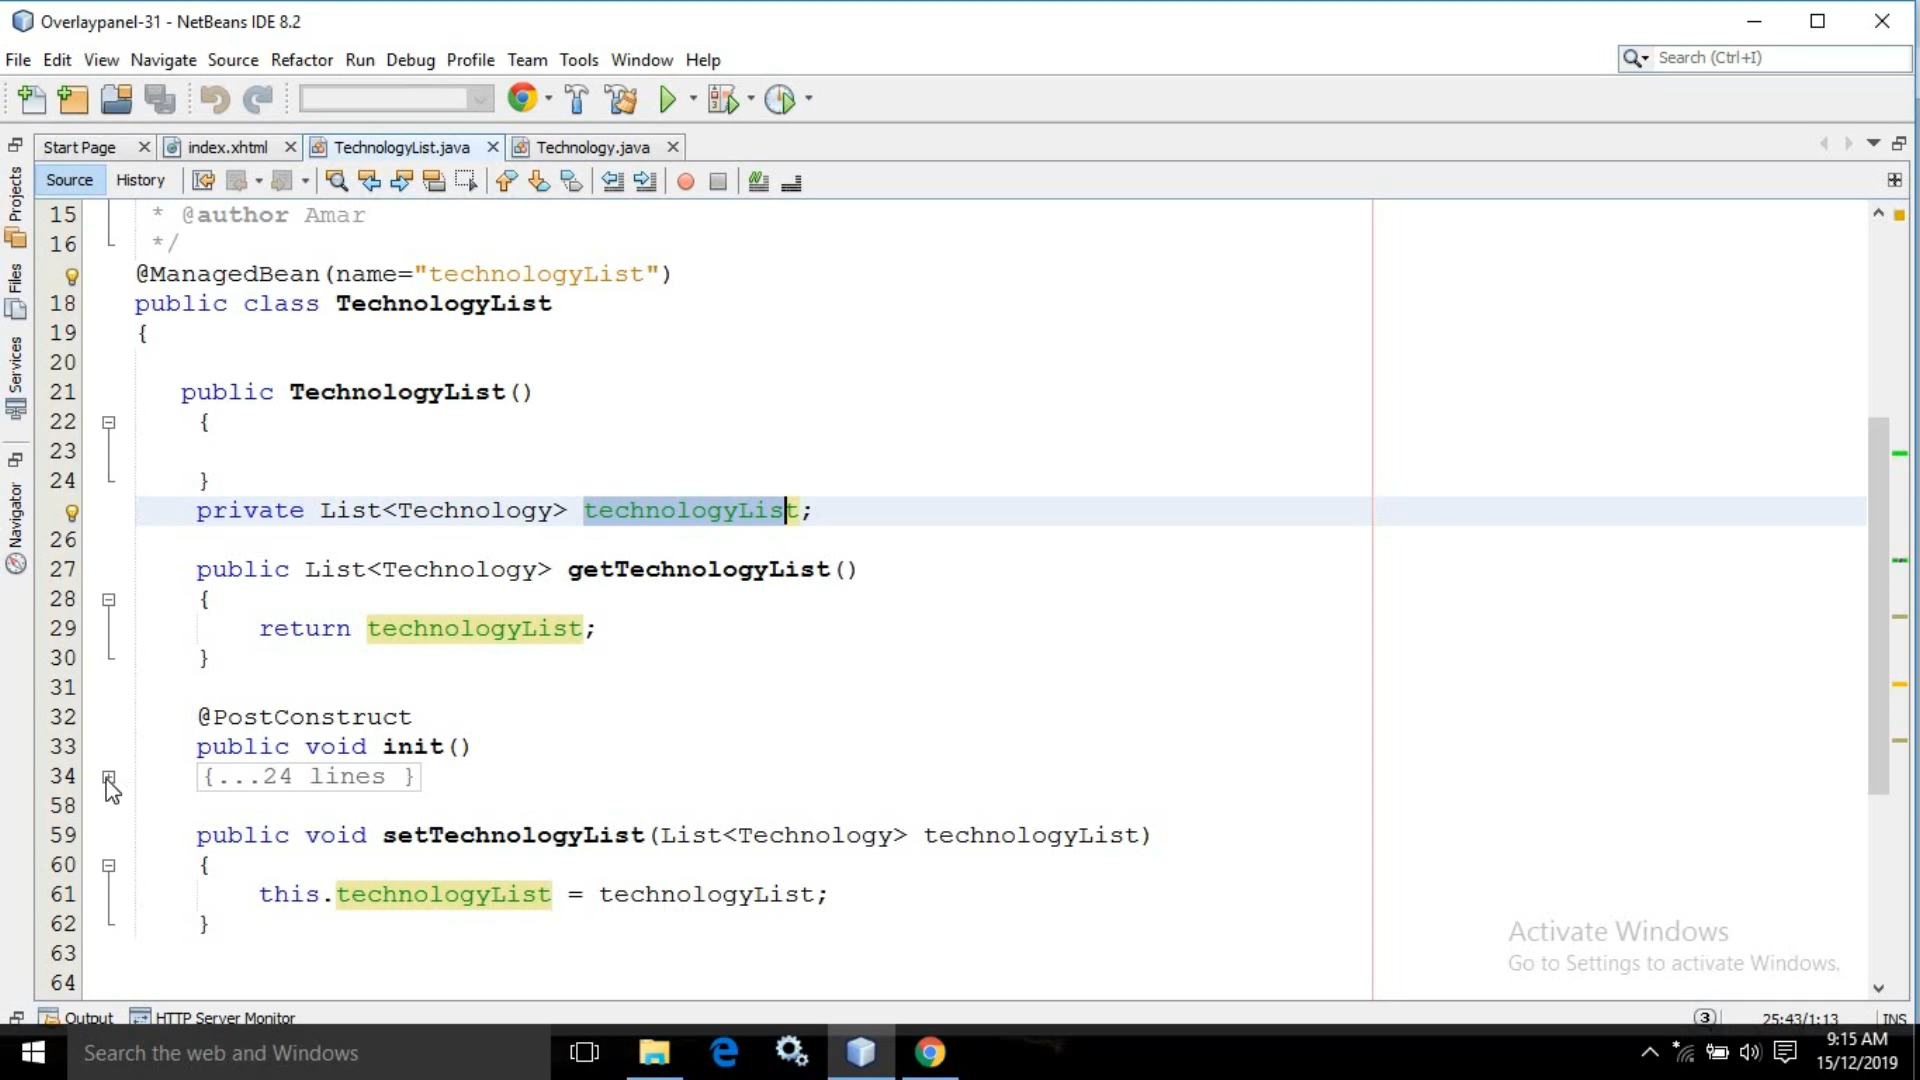 Overlaypanel-31 - NetBeans IDE 8.2
File Edit View Navigate Source Refactor Run Debug Profile Team Tools Window Help
Search (Ctrl+I)
Start Page index.xhtml TechnologyList.java Technology.java
Source History
Projects
Files
Services
Navigator
15 * @author Amar
16 */
@ManagedBean(name="technologyList")
18 public class TechnologyList
19 {
20
21 public TechnologyList()
22 {
23
24 }
private List<Technology> technologyList;
26
27 public List<Technology> getTechnologyList()
28 {
29 return technologyList;
30 }
31
32 @PostConstruct
33 public void init()
34 {...24 lines }
58
59 public void setTechnologyList(List<Technology> technologyList)
60 {
61 this.technologyList = technologyList;
62 }
63
64
Activate Windows
Go to Settings to activate Windows.
Output HTTP Server Monitor
3 25:43/1:13 INS
Search the web and Windows
9:15 AM
15/12/2019